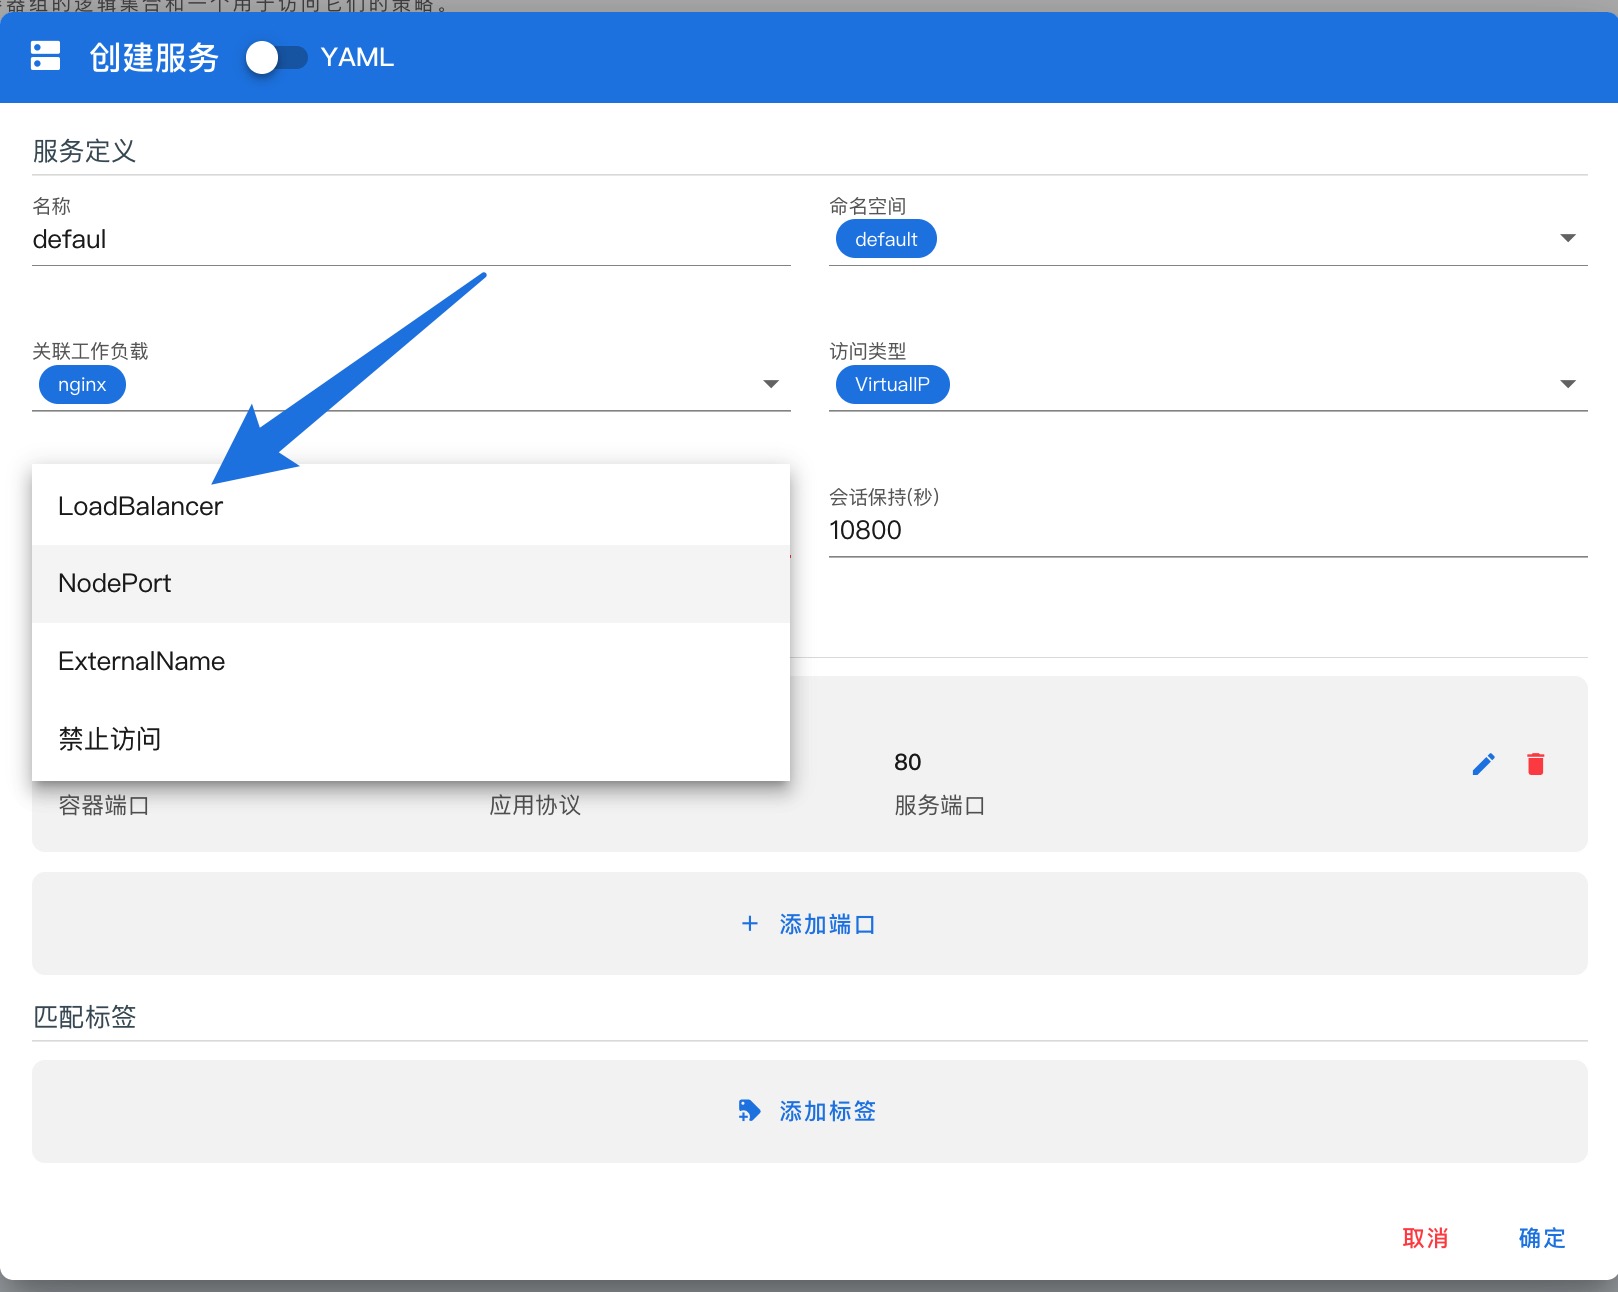 器组的逻辑集合和一个用于访问它们的策略。
创建服务 YAML
服务定义
名称 命名空间
defaul default
关联工作负载 访问类型
nginx VirtualIP
会话保持(秒)
LoadBalancer
10800
NodePort
ExternalName
禁止访问
80
容器端口 应用协议 服务端口
+ 添加端口
匹配标签
添加标签
取消 确定